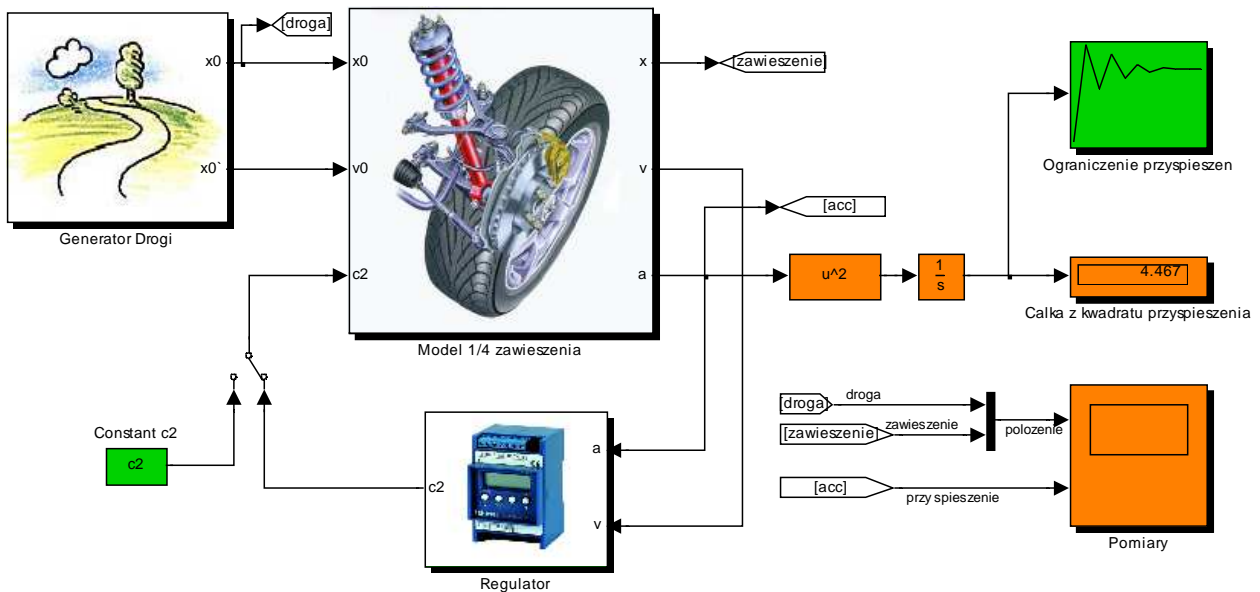 [droga]
x0
x0`
Generator Drogi
x0
v0
c2
x
v
a
Model 1/4 zawieszenia
[zawieszenie]
[acc]
u^2
1
s
Ograniczenie przyspieszen
4.467
Calka z kwadratu przyspieszenia
Constant c2
c2
c2
a
v
Regulator
[droga]
droga
[zawieszenie]
zawieszenie
polozenie
[acc]
przyspieszenie
Pomiary